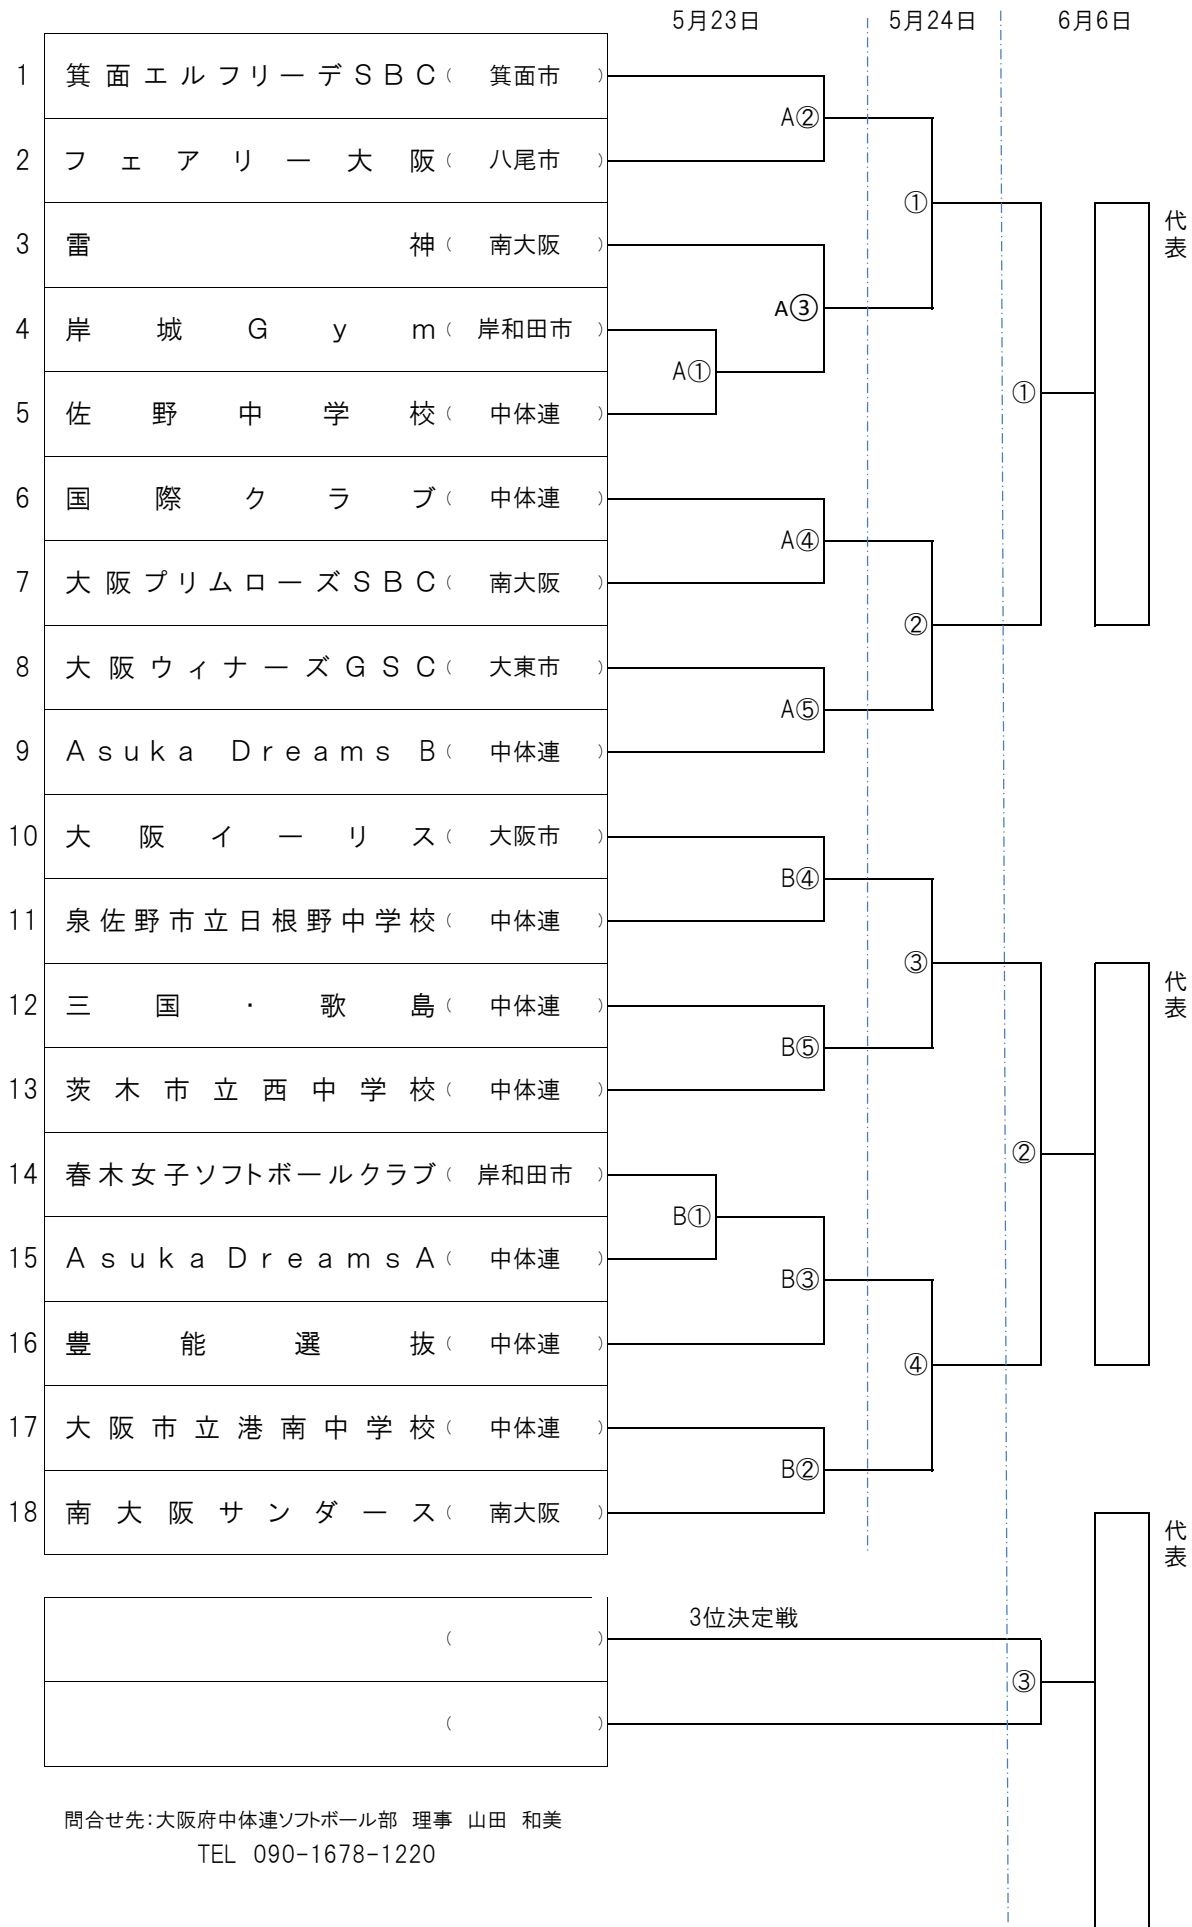 5月23日 5月24日 6月6日
1 箕面エルフリーデSBC( 箕面市 )
A②
2 フェアリー大阪( 八尾市 )
①
代表
3 雷神( 南大阪 )
A③
4 岸城Gym( 岸和田市 )
A①
①
5 佐野中学校( 中体連 )
6 国際クラブ( 中体連 )
A④
7 大阪プリムローズSBC( 南大阪 )
②
8 大阪ウィナーズGSC( 大東市 )
A⑤
9 Asuka Dreams B( 中体連 )
10 大阪イーリス( 大阪市 )
B④
11 泉佐野市立日根野中学校( 中体連 )
③
代表
12 三国・歌島( 中体連 )
B⑤
13 茨木市立西中学校( 中体連 )
②
14 春木女子ソフトボールクラブ( 岸和田市 )
B①
15 Asuka DreamsA( 中体連 )
B③
16 豊能選抜( 中体連 )
④
17 大阪市立港南中学校( 中体連 )
B②
18 南大阪サンダース( 南大阪 )
代表
3位決定戦
( )
③
( )
問合せ先:大阪府中体連ソフトボール部 理事 山田 和美
TEL 090-1678-1220